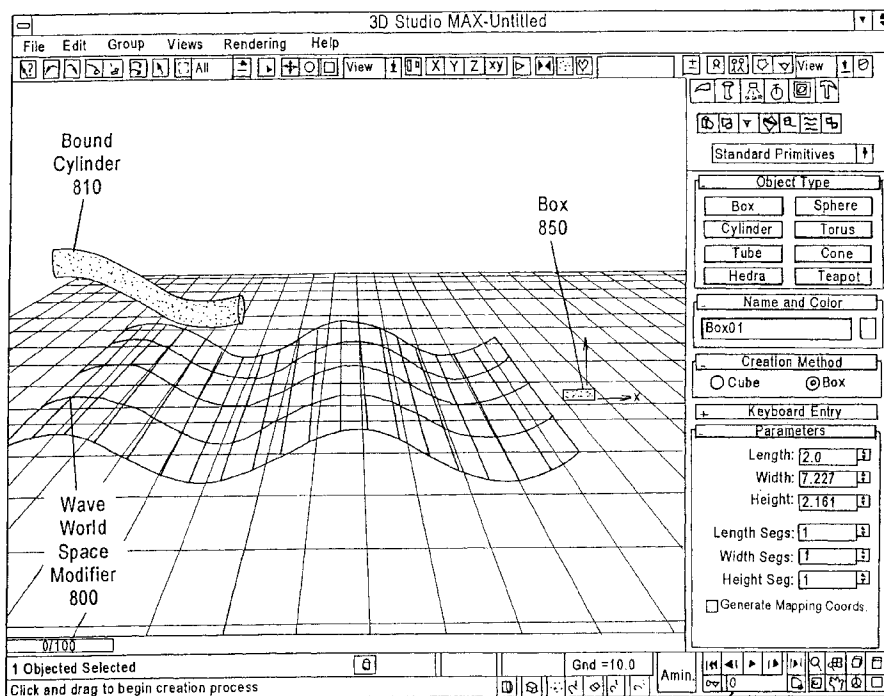 3D Studio MAX-Untitled
File Edit Group Views Rendering Help
All View X Y Z xy View
Bound
Cylinder
810
Box
850
x
Wave
World
Space
Modifier
800
Standard Primitives
Object Type
Box Sphere
Cylinder Torus
Tube Cone
Hedra Teapot
Name and Color
Box01
Creation Method
Cube Box
+ Keyboard Entry
Parameters
Length: 2.0
Width: 7.227
Height: 2.161
Length Segs: 1
Width Segs: 1
Height Seg: 1
Generate Mapping Coords.
0/100
1 Objected Selected
Gnd =10.0
Amin.
0
Click and drag to begin creation process